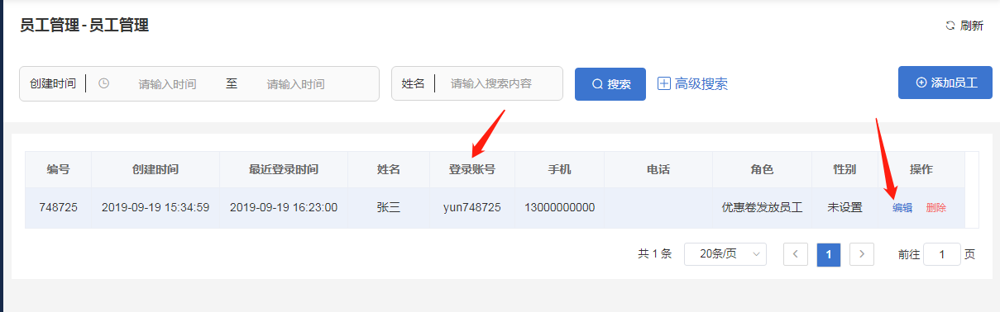 员工管理 - 员工管理
刷新
创建时间 请输入时间 至 请输入时间 姓名 请输入搜索内容 搜索 高级搜索 添加员工
编号 创建时间 最近登录时间 姓名 登录账号 手机 电话 角色 性别 操作
748725 2019-09-19 15:34:59 2019-09-19 16:23:00 张三 yun748725 13000000000 优惠卷发放员工 未设置 编辑 删除
共 1 条 20条/页 1 前往 1 页